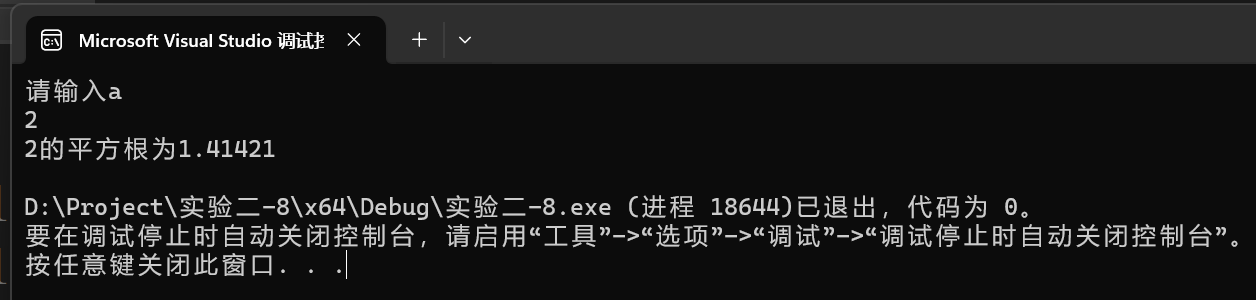 Microsoft Visual Studio 调试
请输入a
2
2的平方根为1.41421
D:\Project\实验二-8\x64\Debug\实验二-8.exe (进程 18644)已退出，代码为 0。
要在调试停止时自动关闭控制台，请启用“工具”->“选项”->“调试”->“调试停止时自动关闭控制台”。
按任意键关闭此窗口. . .